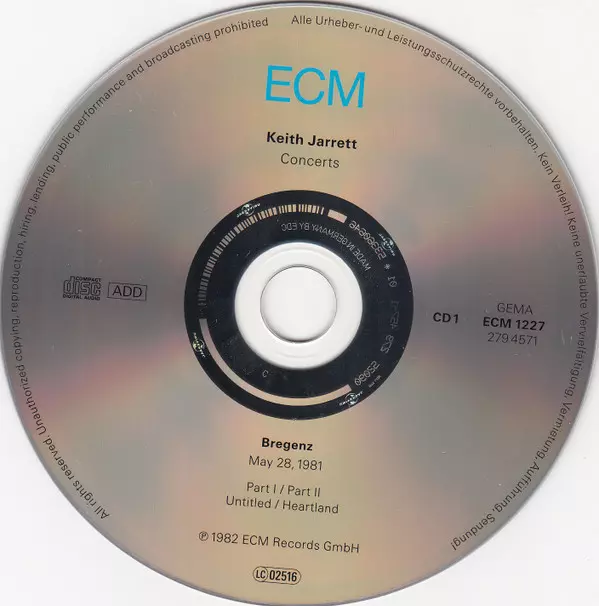 All rights reserved. Unauthorized copying, reproduction, hiring, lending, public performance and broadcasting prohibited
Alle Urheber- und Leistungsschutzrechte vorbehalten. Kein Verleih! Keine unerlaubte Vervielfältigung, Vermietung, Aufführung, Sendung!
ECM
Keith Jarrett
Concerts
MADE IN GERMANY BY EDC
COMPACT
disc
DIGITAL AUDIO
ADD
CD 1
GEMA
ECM 1227
279 4571
52090
Bregenz
May 28, 1981
Part I / Part II
Untitled / Heartland
℗ 1982 ECM Records GmbH
LC 02516